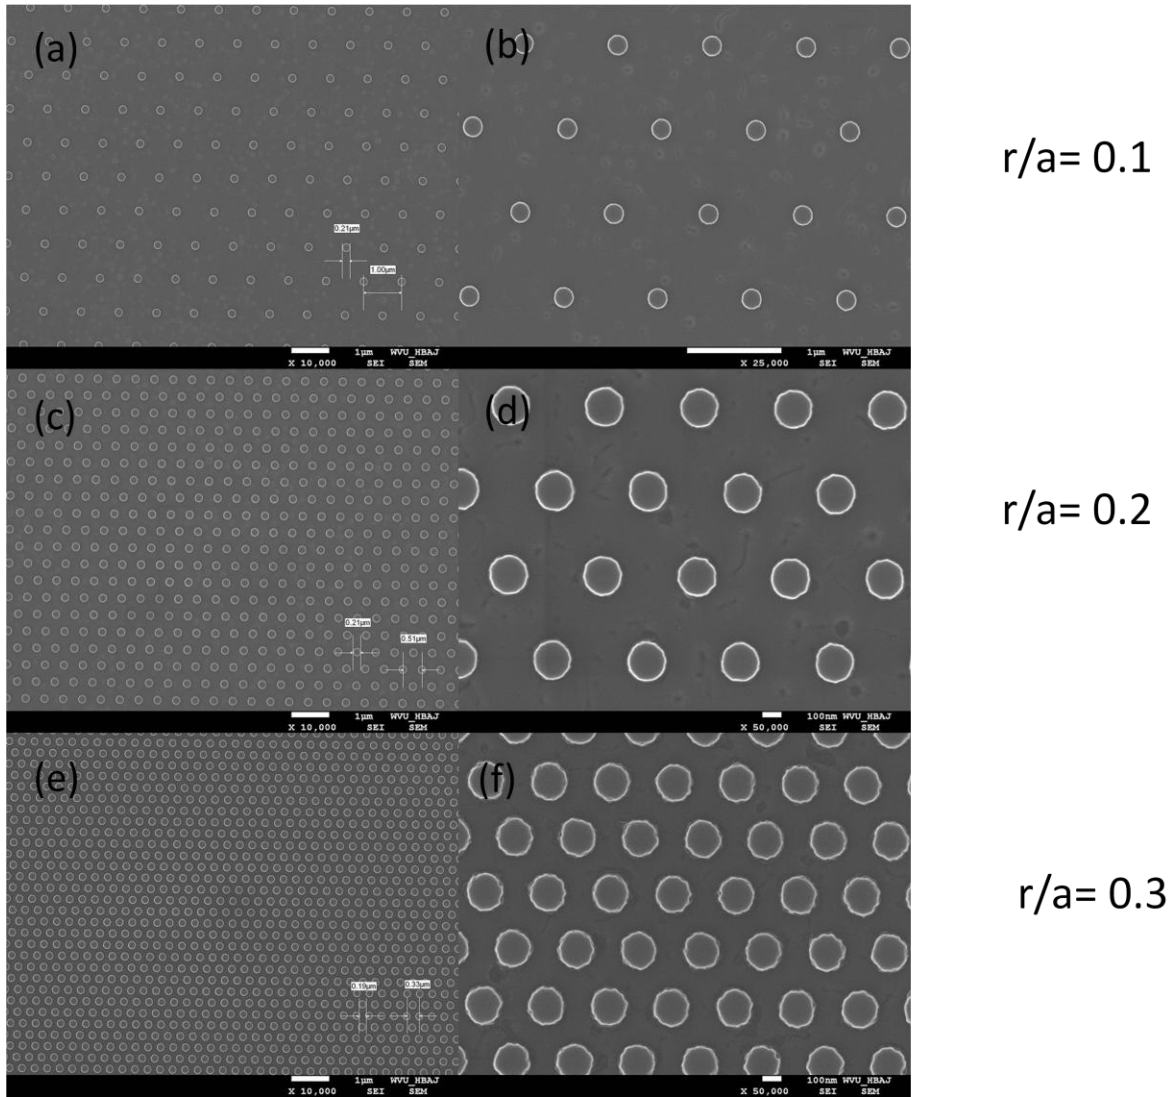 (a)
(b)
0.21µm
1.00µm
r/a= 0.1
1µm WVU_HBAJ
X 10,000 SEI SEM
1µm WVU_HBAJ
X 25,000 SEI SEM
(c)
(d)
0.21µm
0.51µm
r/a= 0.2
1µm WVU_HBAJ
X 10,000 SEI SEM
100nm WVU_HBAJ
X 50,000 SEI SEM
(e)
(f)
0.19µm
0.33µm
r/a= 0.3
1µm WVU_HBAJ
X 10,000 SEI SEM
100nm WVU_HBAJ
X 50,000 SEI SEM